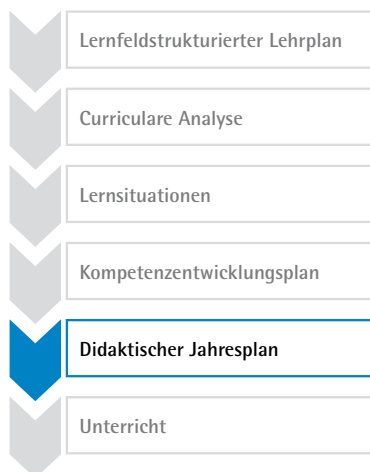 Lernfeldstrukturierter Lehrplan
Curriculare Analyse
Lernsituationen
Kompetenzentwicklungsplan
Didaktischer Jahresplan
Unterricht